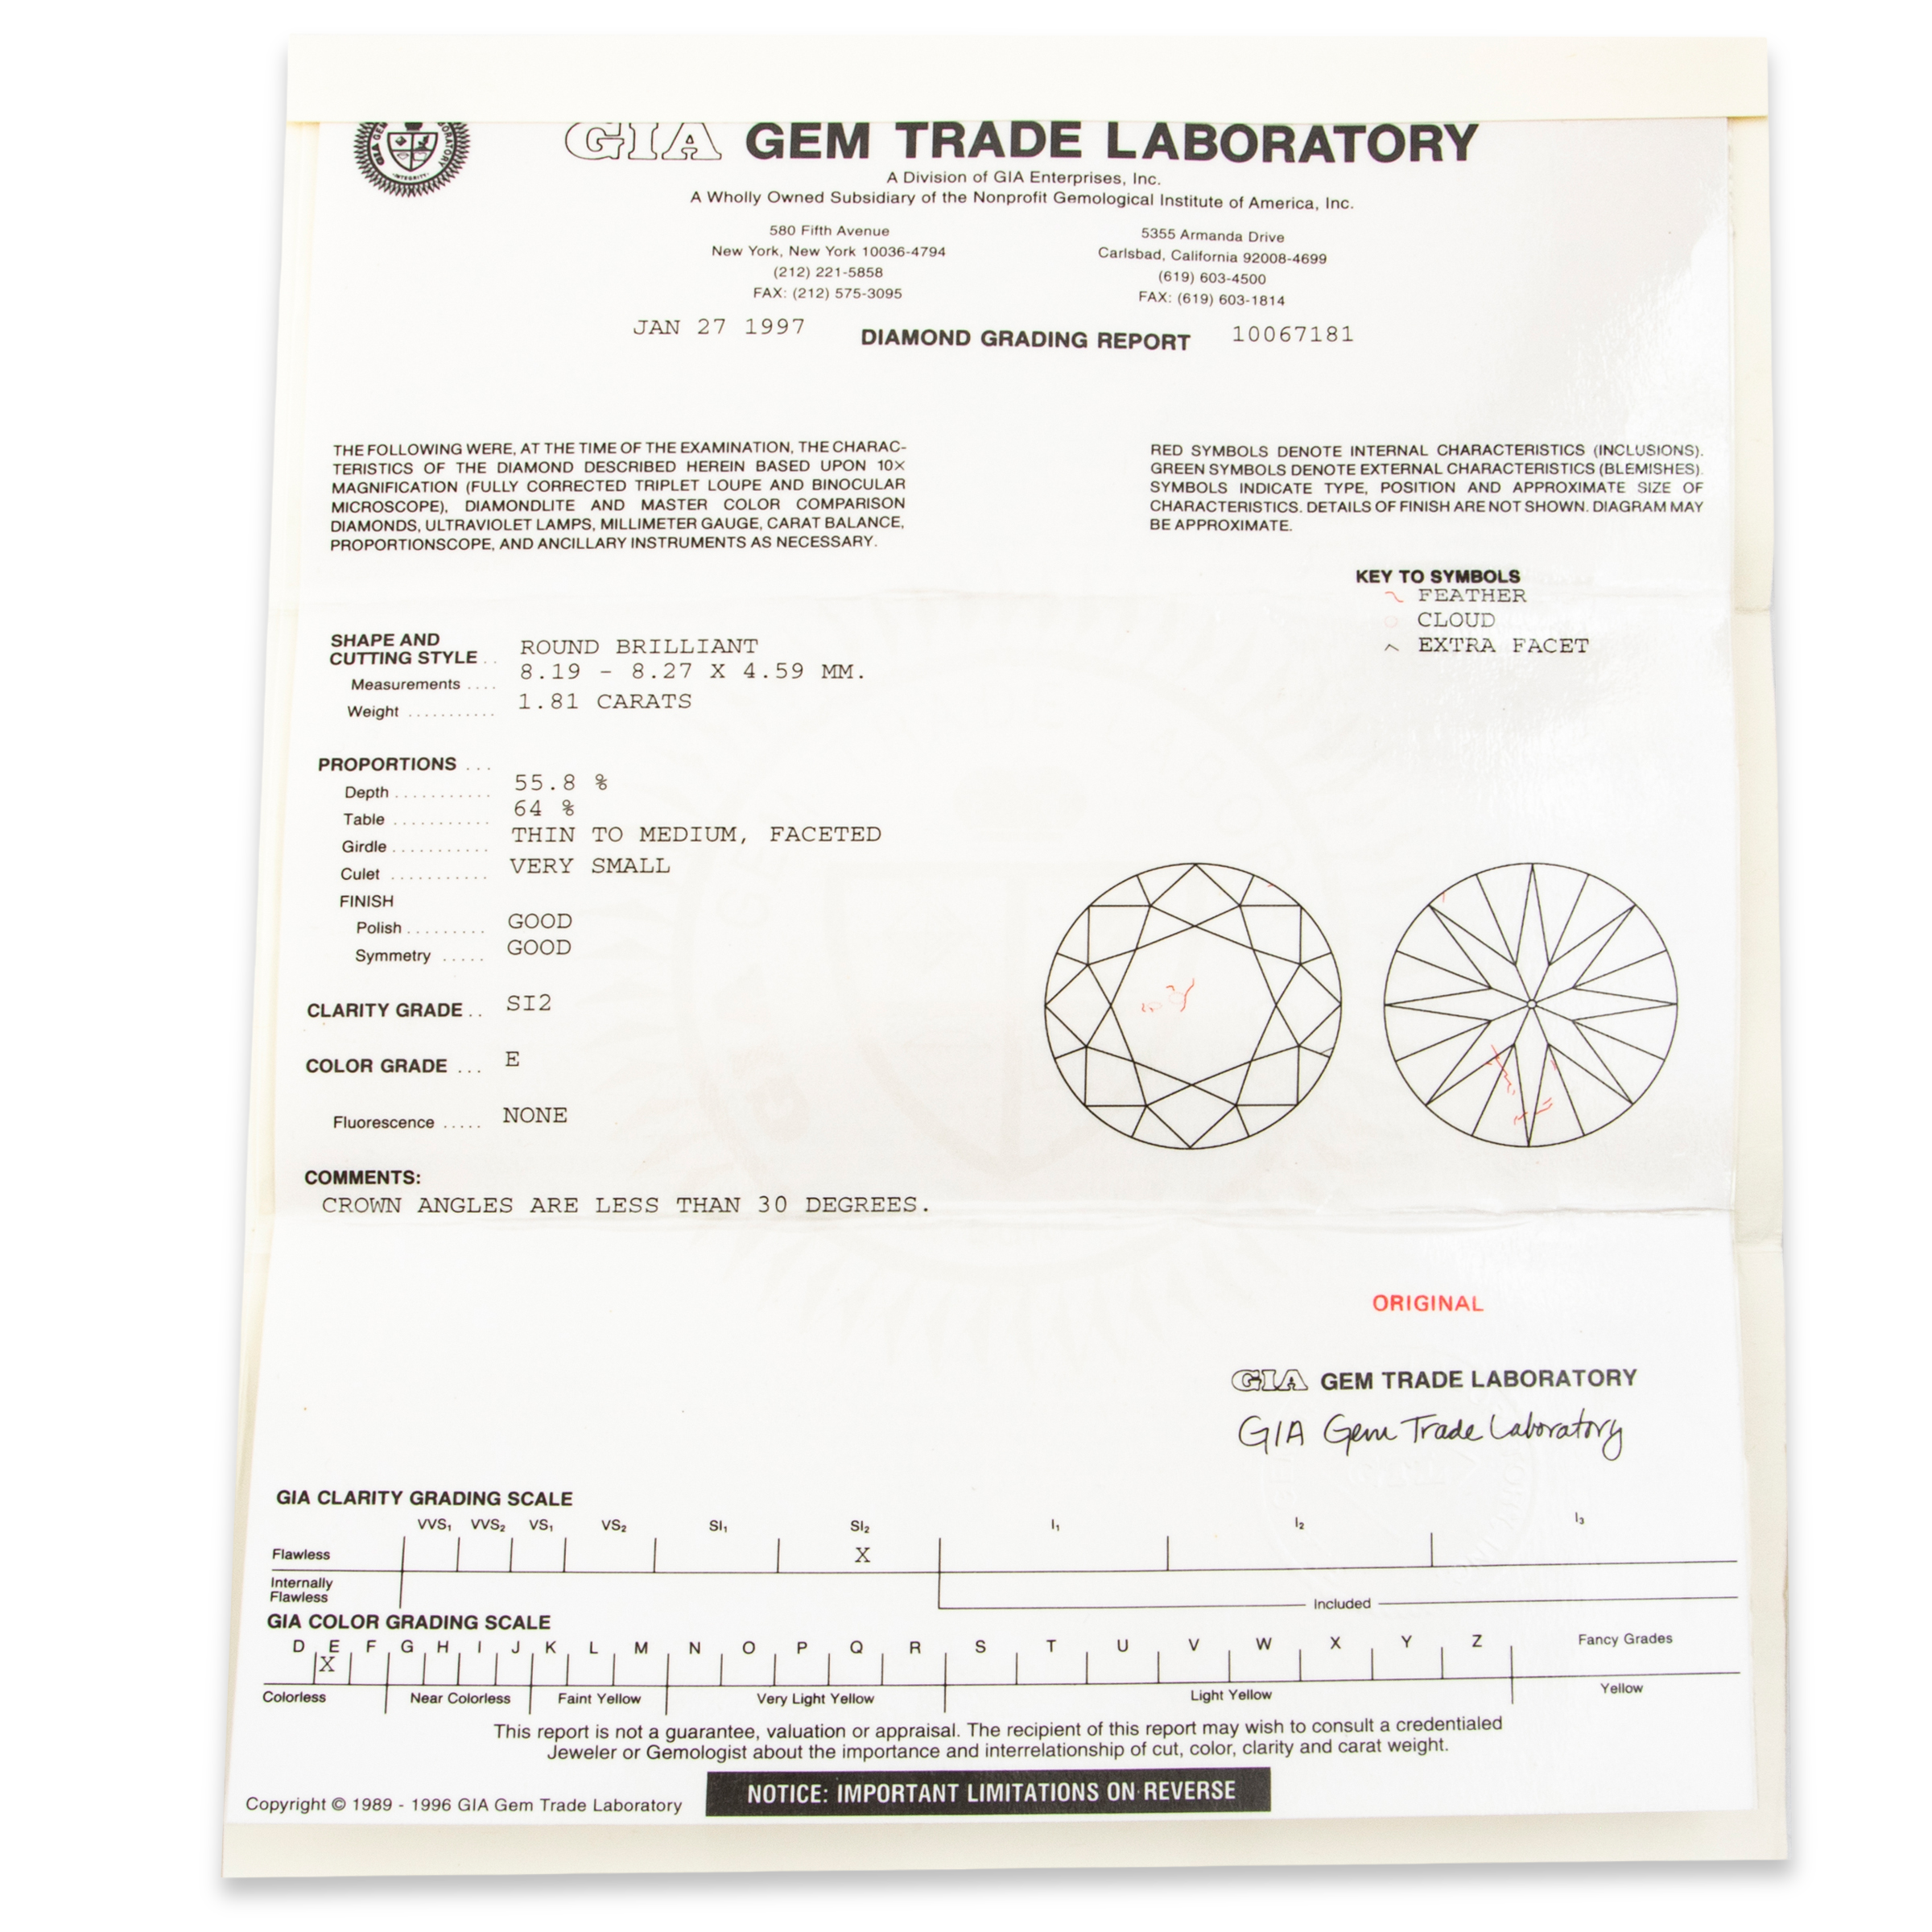 GIA GEM TRADE LABORATORY
A Division of GIA Enterprises, Inc.
A Wholly Owned Subsidiary of the Nonprofit Gemological Institute of America, Inc.
580 Fifth Avenue
New York, New York 10036-4794
(212) 221-5858
FAX: (212) 575-3095
5355 Armanda Drive
Carlsbad, California 92008-4699
(619) 603-4500
FAX: (619) 603-1814
JAN 27 1997 DIAMOND GRADING REPORT 10067181
THE FOLLOWING WERE, AT THE TIME OF THE EXAMINATION, THE CHARAC-
TERISTICS OF THE DIAMOND DESCRIBED HEREIN BASED UPON 10×
MAGNIFICATION (FULLY CORRECTED TRIPLET LOUPE AND BINOCULAR
MICROSCOPE), DIAMONDLITE AND MASTER COLOR COMPARISON
DIAMONDS, ULTRAVIOLET LAMPS, MILLIMETER GAUGE, CARAT BALANCE,
PROPORTIONSCOPE, AND ANCILLARY INSTRUMENTS AS NECESSARY.
RED SYMBOLS DENOTE INTERNAL CHARACTERISTICS (INCLUSIONS).
GREEN SYMBOLS DENOTE EXTERNAL CHARACTERISTICS (BLEMISHES).
SYMBOLS INDICATE TYPE, POSITION AND APPROXIMATE SIZE OF
CHARACTERISTICS. DETAILS OF FINISH ARE NOT SHOWN. DIAGRAM MAY
BE APPROXIMATE.
KEY TO SYMBOLS
FEATHER
CLOUD
EXTRA FACET
SHAPE AND
CUTTING STYLE .. ROUND BRILLIANT
Measurements .... 8.19 - 8.27 X 4.59 MM.
Weight ........... 1.81 CARATS
PROPORTIONS ...
Depth ........... 55.8 %
Table ........... 64 %
Girdle ........... THIN TO MEDIUM, FACETED
Culet ........... VERY SMALL
FINISH
Polish ......... GOOD
Symmetry ..... GOOD
CLARITY GRADE .. SI2
COLOR GRADE ... E
Fluorescence ..... NONE
COMMENTS:
CROWN ANGLES ARE LESS THAN 30 DEGREES.
ORIGINAL
GIA GEM TRADE LABORATORY
GIA Gem Trade Laboratory
GIA CLARITY GRADING SCALE
VVS1 VVS2 VS1 VS2 SI1 SI2 I1 I2 I3
Flawless X
Internally
Flawless
Included
GIA COLOR GRADING SCALE
D E F G H I J K L M N O P Q R S T U V W X Y Z Fancy Grades
X
Colorless Near Colorless Faint Yellow Very Light Yellow Light Yellow Yellow
This report is not a guarantee, valuation or appraisal. The recipient of this report may wish to consult a credentialed
Jeweler or Gemologist about the importance and interrelationship of cut, color, clarity and carat weight.
Copyright © 1989 - 1996 GIA Gem Trade Laboratory
NOTICE: IMPORTANT LIMITATIONS ON REVERSE